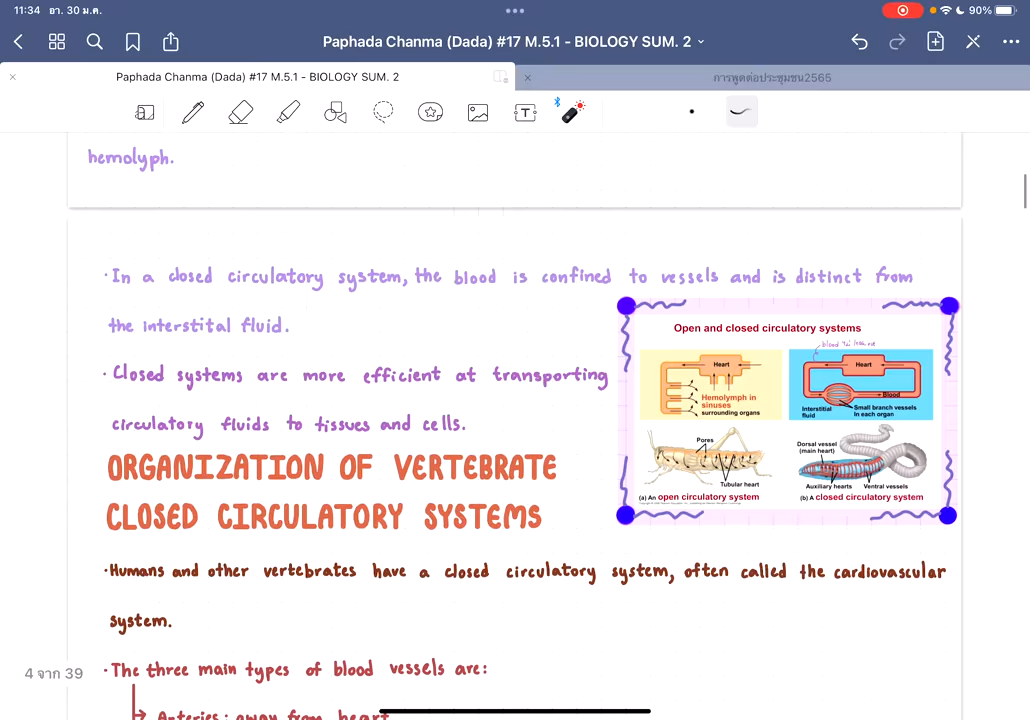 11:34 อา. 30 ม.ค.
90%
Paphada Chanma (Dada) #17 M.5.1 - BIOLOGY SUM. 2
Paphada Chanma (Dada) #17 M.5.1 - BIOLOGY SUM. 2
การพูดต่อประชุมชน2565
hemolyph.
· In a closed circulatory system, the blood is confined to vessels and is distinct from
the interstital fluid.
· Closed systems are more efficient at transporting
circulatory fluids to tissues and cells.
Open and closed circulatory systems
blood
Heart
Hemolymph in
sinuses
surrounding organs
Heart
Blood
Interstitial
fluid
Small branch vessels
In each organ
Pores
Tubular heart
(a) An open circulatory system
Dorsal vessel
(main heart)
Auxiliary hearts
Ventral vessels
(b) A closed circulatory system
ORGANIZATION OF VERTEBRATE
CLOSED CIRCULATORY SYSTEMS
· Humans and other vertebrates have a closed circulatory system, often called the cardiovascular
system.
4 จาก 39
· The three main types of blood vessels are:
Arteries: away from heart